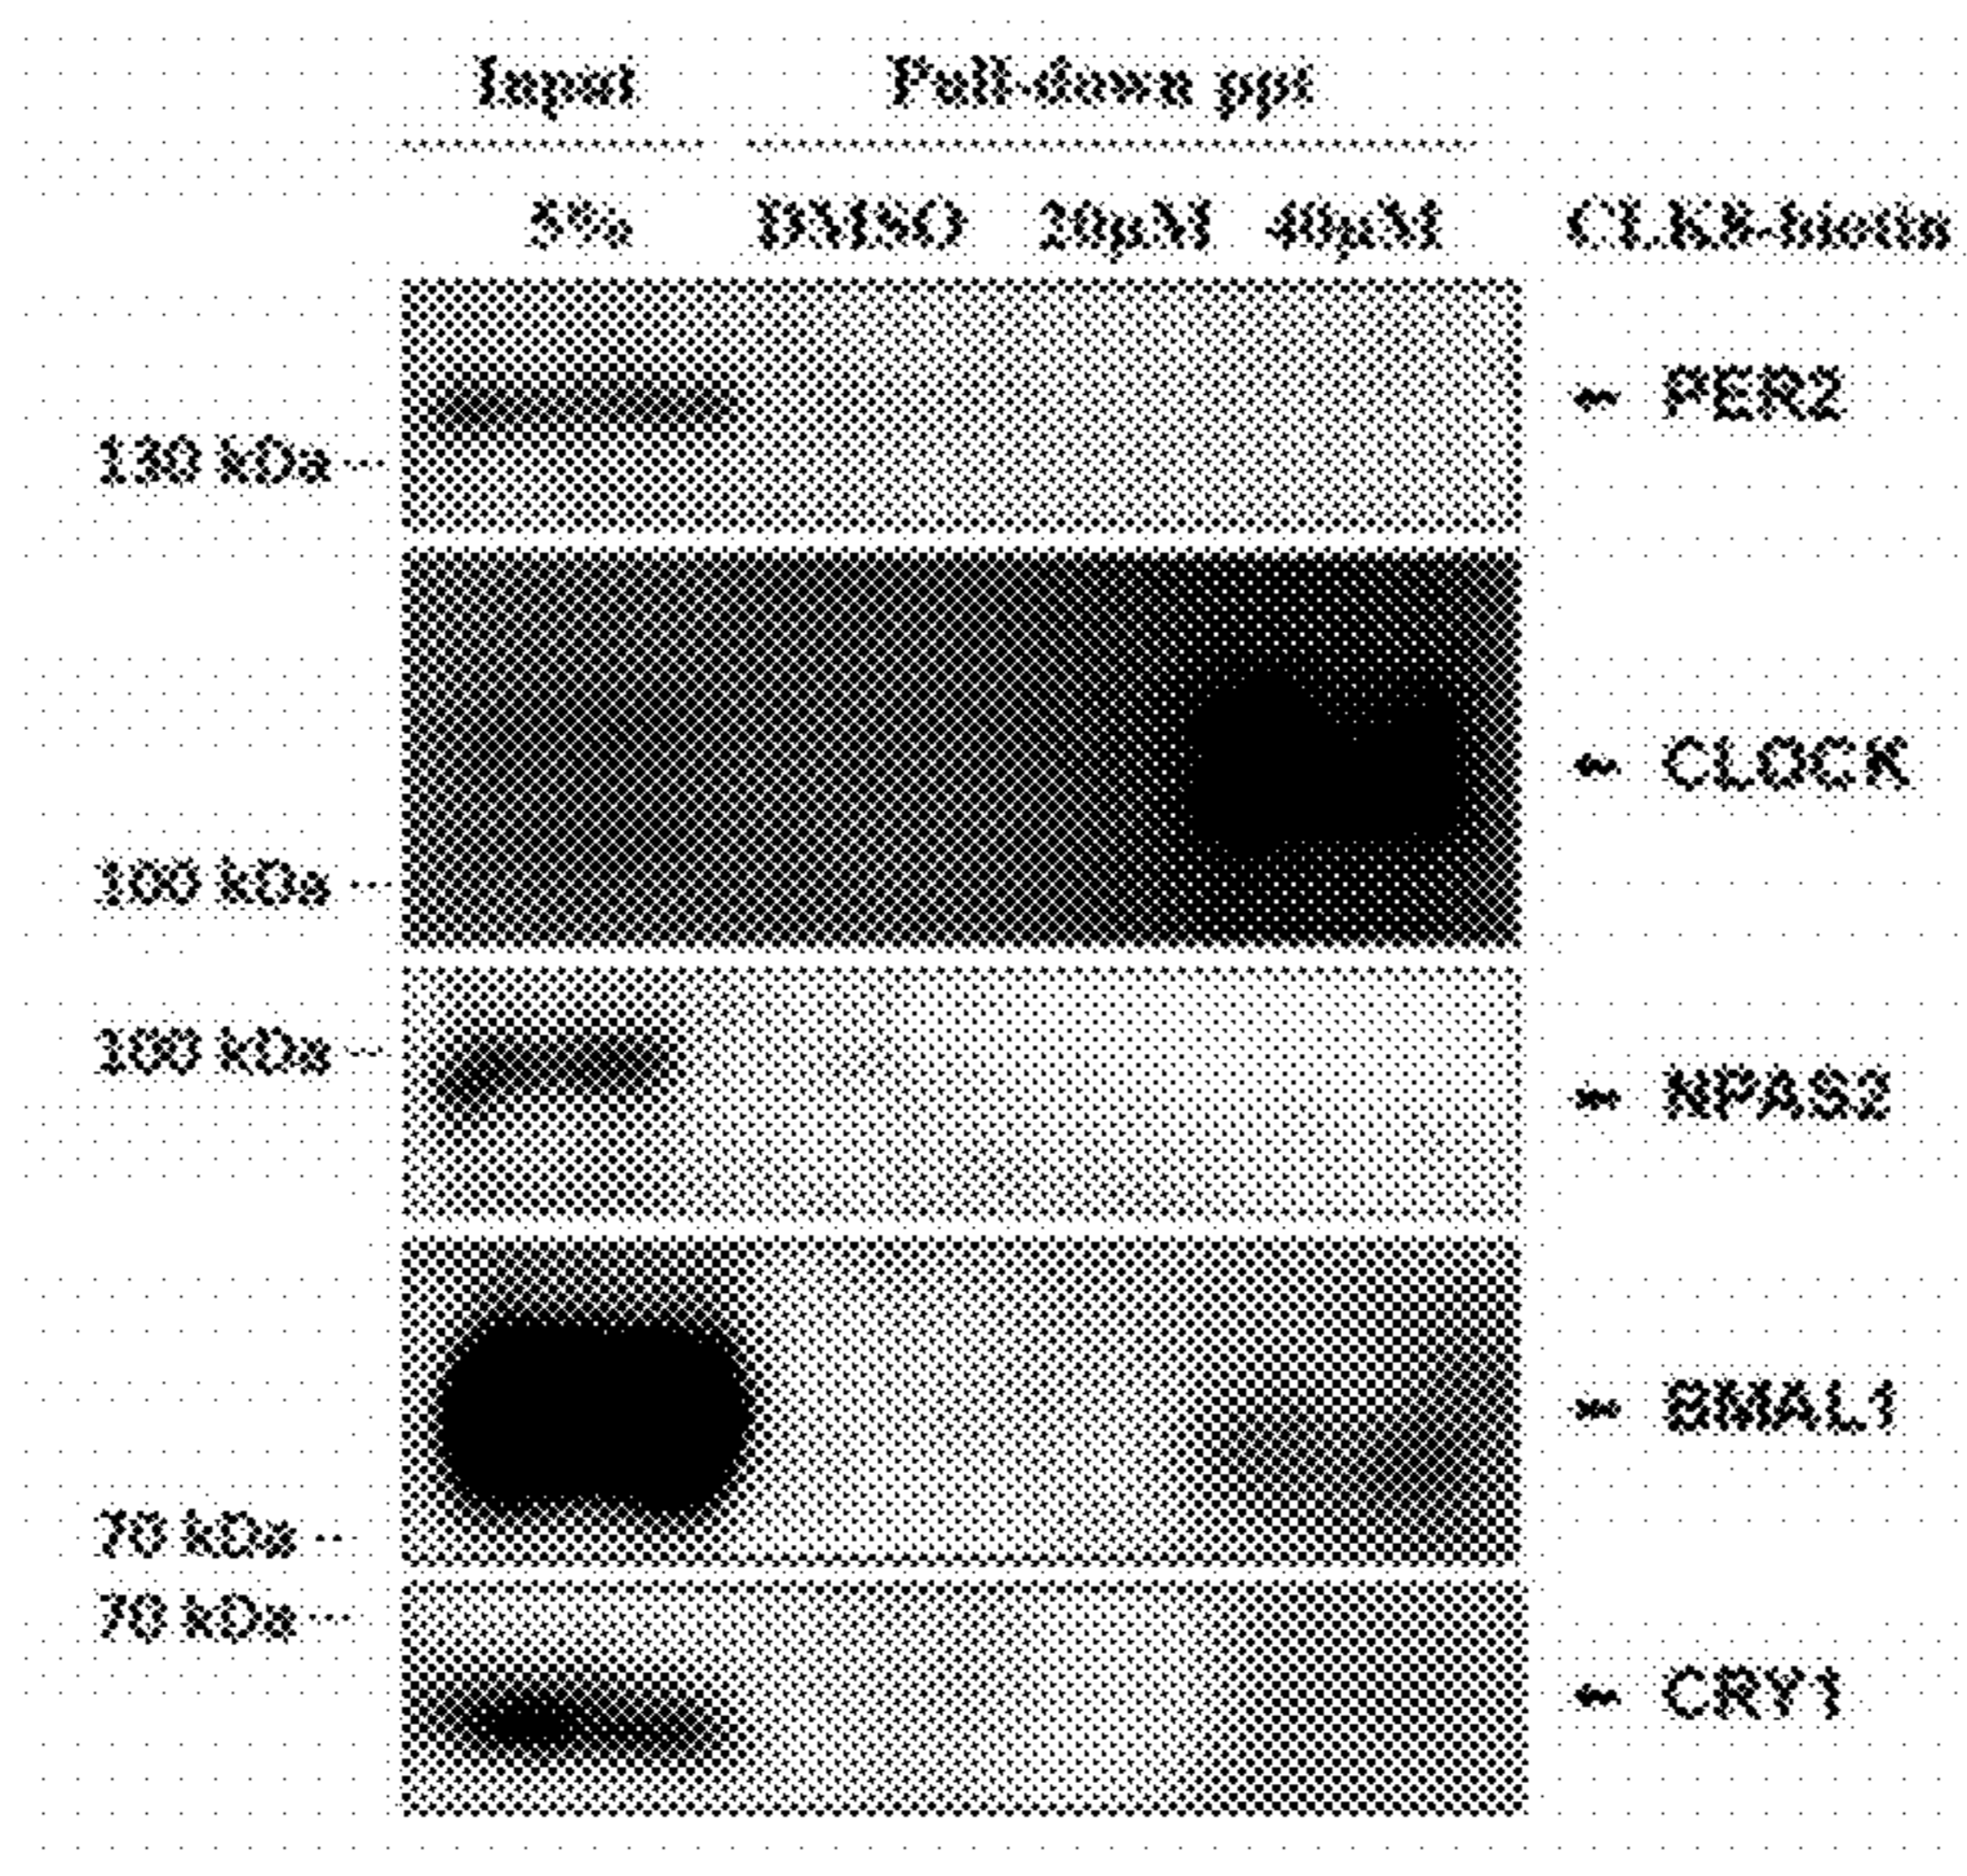 Input Pull-down ppt
5% DMSO 20µM 40µM CLK8-biotin
PER2
130 kDa
CLOCK
100 kDa
100 kDa
NPAS2
BMAL1
70 kDa
70 kDa
CRY1